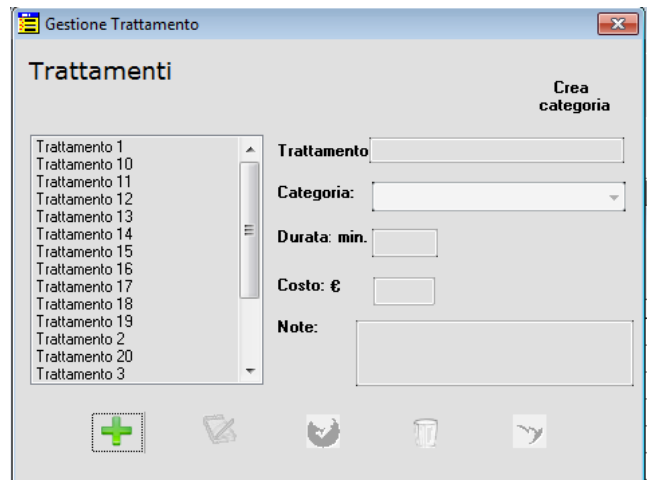 Gestione Trattamento
Trattamenti
Crea
categoria
Trattamento 1
Trattamento 10
Trattamento 11
Trattamento 12
Trattamento 13
Trattamento 14
Trattamento 15
Trattamento 16
Trattamento 17
Trattamento 18
Trattamento 19
Trattamento 2
Trattamento 20
Trattamento 3
Trattamento
Categoria:
Durata: min.
Costo: €
Note: